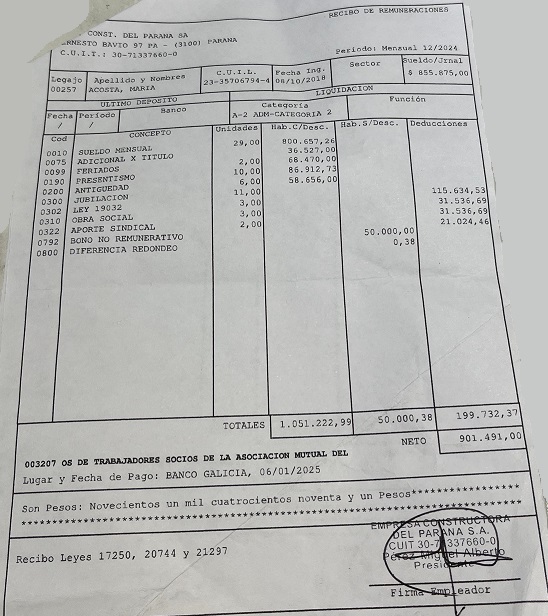 RECIBO DE REMUNERACIONES
CONST. DEL PARANA SA
ERNESTO BAVIO 97 PA - (3100) PARANA
C.U.I.T.: 30-71337660-0
Periodo: Mensual 12/2024
Legajo Apellido y Nombres C.U.I.L. Fecha Ing. Sector Sueldo/Jrnal
00257 ACOSTA, MARIA 23-35706794-4 08/10/2018 $ 855.875,00
ULTIMO DEPOSITO LIQUIDACION
Fecha Periodo Banco Categoria Función
/ / A-2 ADM-CATEGORIA 2
Cod CONCEPTO Unidades Hab.C/Desc. Hab.S/Desc. Deducciones
0010 SUELDO MENSUAL 29,00 800.657,26
0075 ADICIONAL X TITULO 36.527,00
0099 FERIADOS 2,00 68.470,00
0190 PRESENTISMO 10,00 86.912,73
0200 ANTIGUEDAD 6,00 58.656,00
0300 JUBILACION 11,00 115.634,53
0302 LEY 19032 3,00 31.536,69
0310 OBRA SOCIAL 3,00 31.536,69
0322 APORTE SINDICAL 2,00 21.024,46
0792 BONO NO REMUNERATIVO 50.000,00
0800 DIFERENCIA REDONDEO 0,38
TOTALES 1.051.222,99 50.000,38 199.732,37
NETO 901.491,00
003207 OS DE TRABAJADORES SOCIOS DE LA ASOCIACION MUTUAL DEL
Lugar y Fecha de Pago: BANCO GALICIA, 06/01/2025
Son Pesos: Novecientos un mil cuatrocientos noventa y un Pesos****************
******************************************************************
Recibo Leyes 17250, 20744 y 21297
EMPRESA CONSTRUCTORA
DEL PARANA S.A.
CUIT 30-71337660-0
Perez Miguel Alberto
Presidente
Firma Empleador